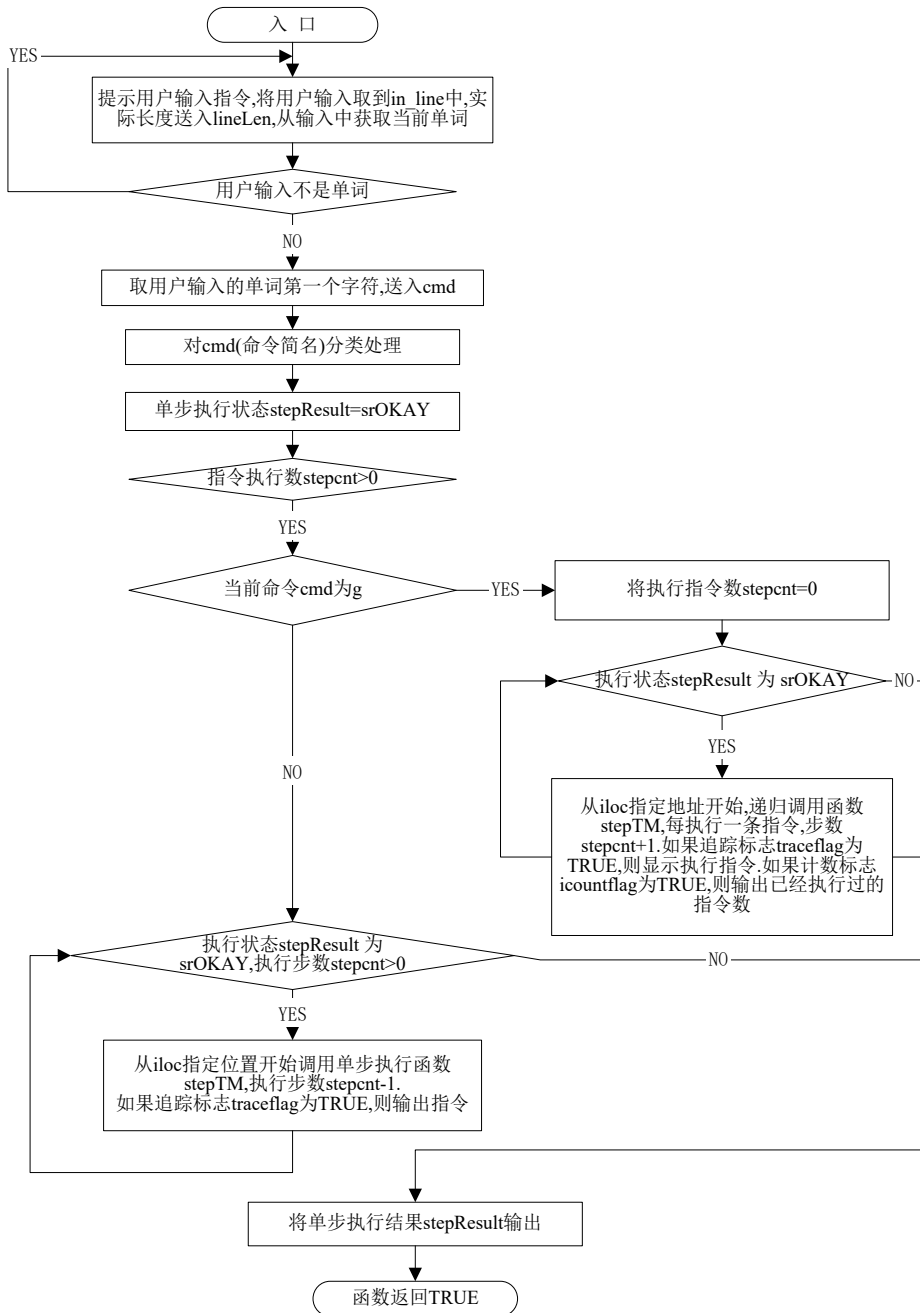 入 口
YES
提示用户输入指令,将用户输入取到in_line中,实
际长度送入lineLen,从输入中获取当前单词
用户输入不是单词
NO
取用户输入的单词第一个字符,送入cmd
对cmd(命令简名)分类处理
单步执行状态stepResult=srOKAY
指令执行数stepcnt>0
YES
当前命令cmd为g
YES
将执行指令数stepcnt=0
执行状态stepResult 为 srOKAY
NO
YES
NO
从iloc指定地址开始,递归调用函数
stepTM,每执行一条指令,步数
stepcnt+1.如果追踪标志traceflag为
TRUE,则显示执行指令.如果计数标志
icountflag为TRUE,则输出已经执行过的
指令数
执行状态stepResult 为
srOKAY,执行步数stepcnt>0
NO
YES
从iloc指定位置开始调用单步执行函数
stepTM,执行步数stepcnt-1.
如果追踪标志traceflag为TRUE,则输出指令
将单步执行结果stepResult输出
函数返回TRUE